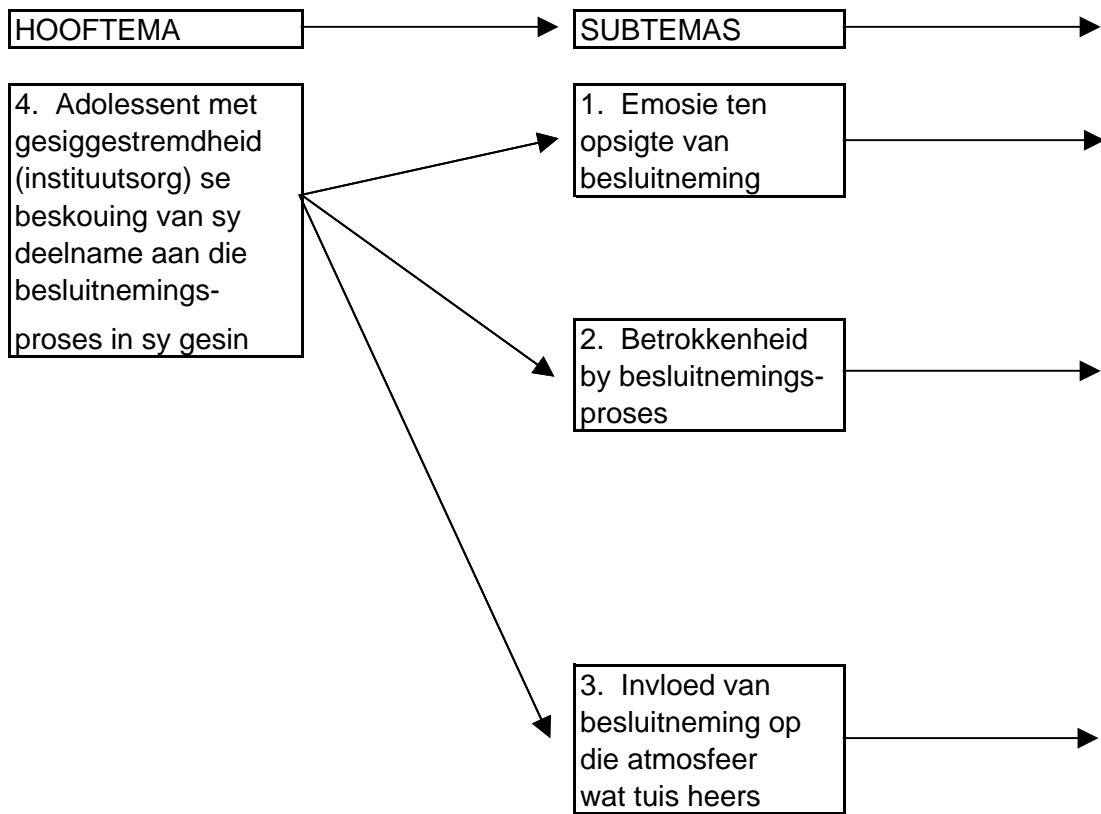 HOOFTEMA
SUBTEMAS
4. Adolessent met
gesiggestremdheid
(instituutsorg) se
beskouing van sy
deelname aan die
besluitnemings-
proses in sy gesin
1. Emosie ten
opsigte van
besluitneming
2. Betrokkenheid
by besluitnemings-
proses
3. Invloed van
besluitneming op
die atmosfeer
wat tuis heers